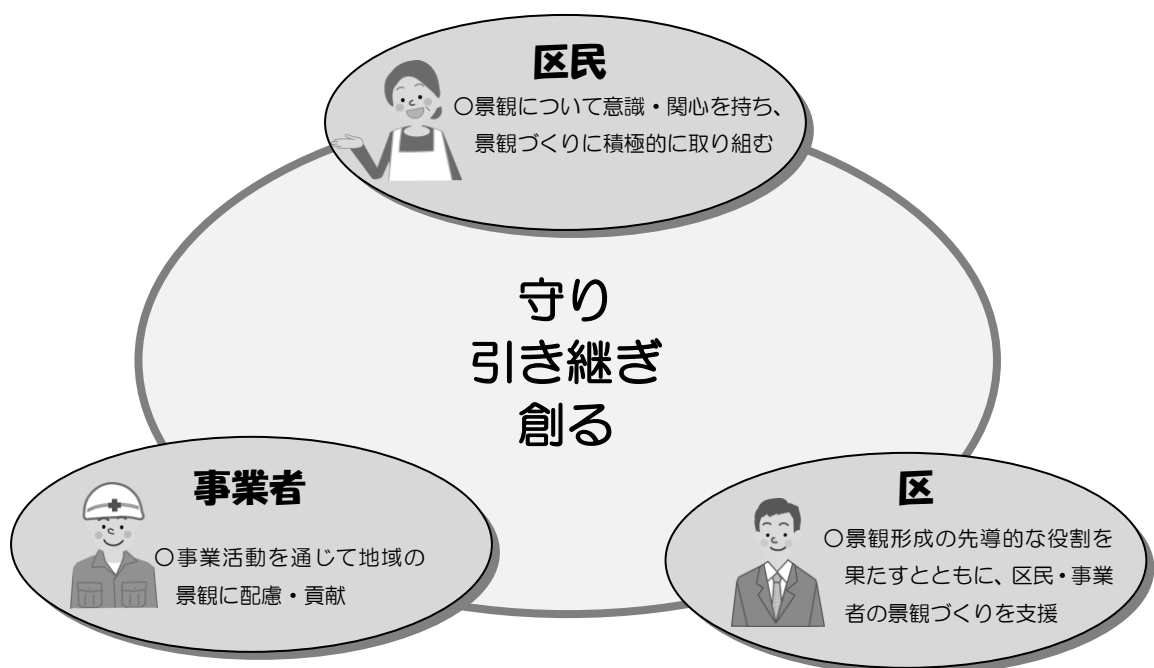 区民
○景観について意識・関心を持ち、
景観づくりに積極的に取り組む
守り
引き継ぎ
創る
事業者
○事業活動を通じて地域の
景観に配慮・貢献
区
○景観形成の先導的な役割を
果たすとともに、区民・事業
者の景観づくりを支援